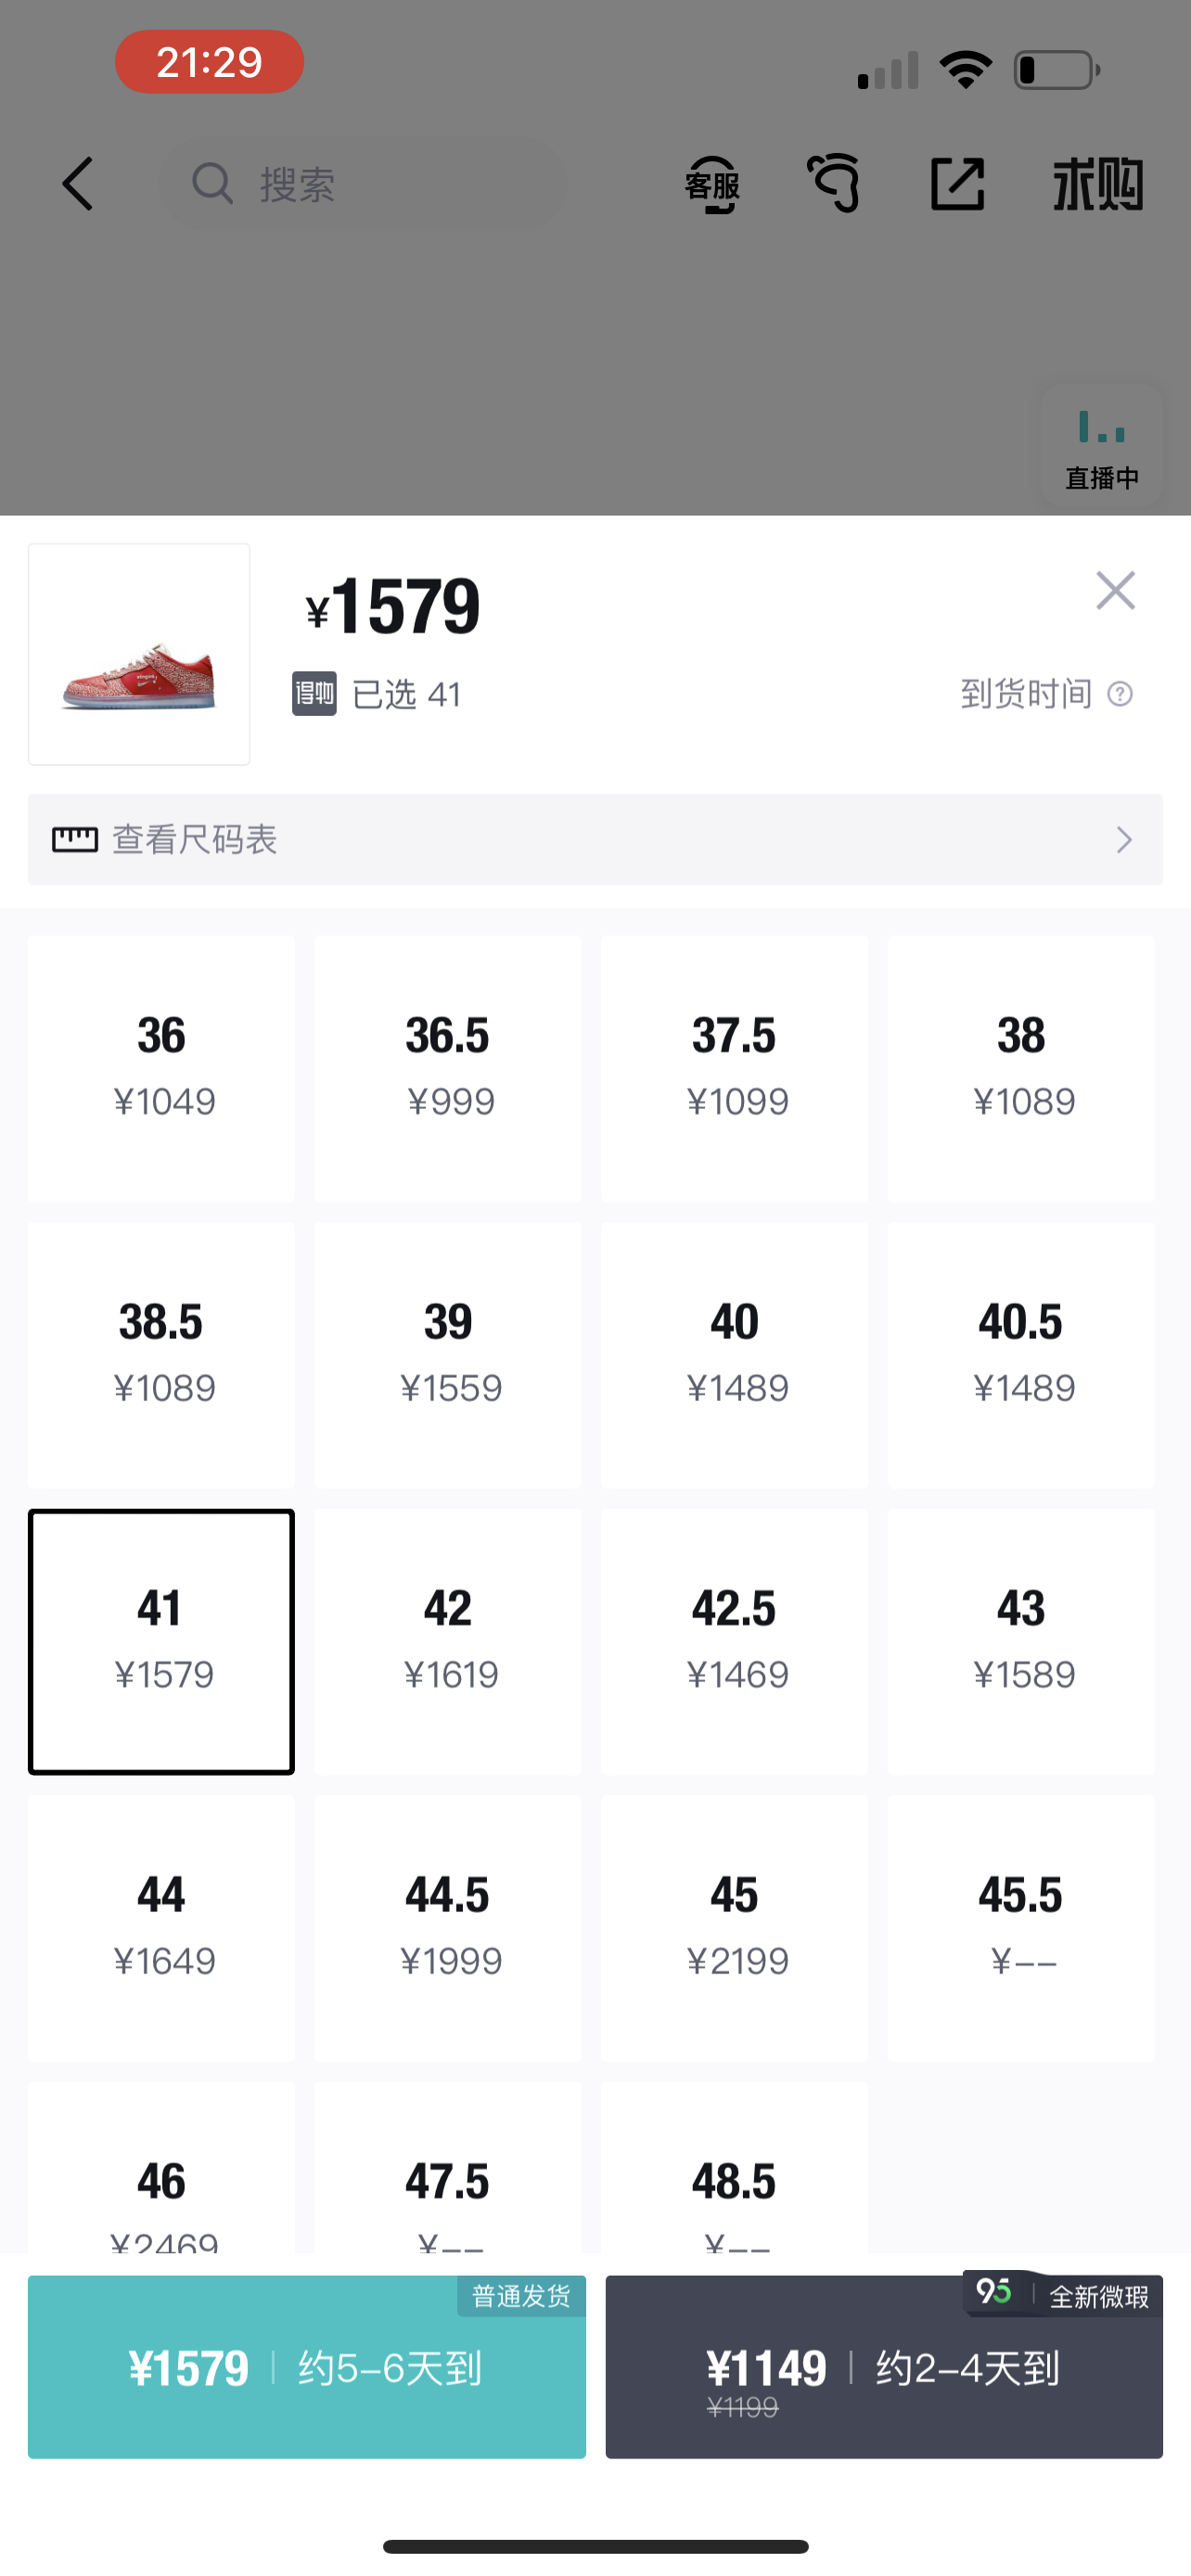 21:29
搜索
客服
求购
直播中
¥1579
得物 已选 41
到货时间 ?
查看尺码表
36 36.5 37.5 38
¥1049 ¥999 ¥1099 ¥1089
38.5 39 40 40.5
¥1089 ¥1559 ¥1489 ¥1489
41 42 42.5 43
¥1579 ¥1619 ¥1469 ¥1589
44 44.5 45 45.5
¥1649 ¥1999 ¥2199 ¥--
46 47.5 48.5
¥2469 ¥-- ¥--
普通发货
¥1579 | 约5-6天到
95 | 全新微瑕
¥1149 | 约2-4天到
¥1199